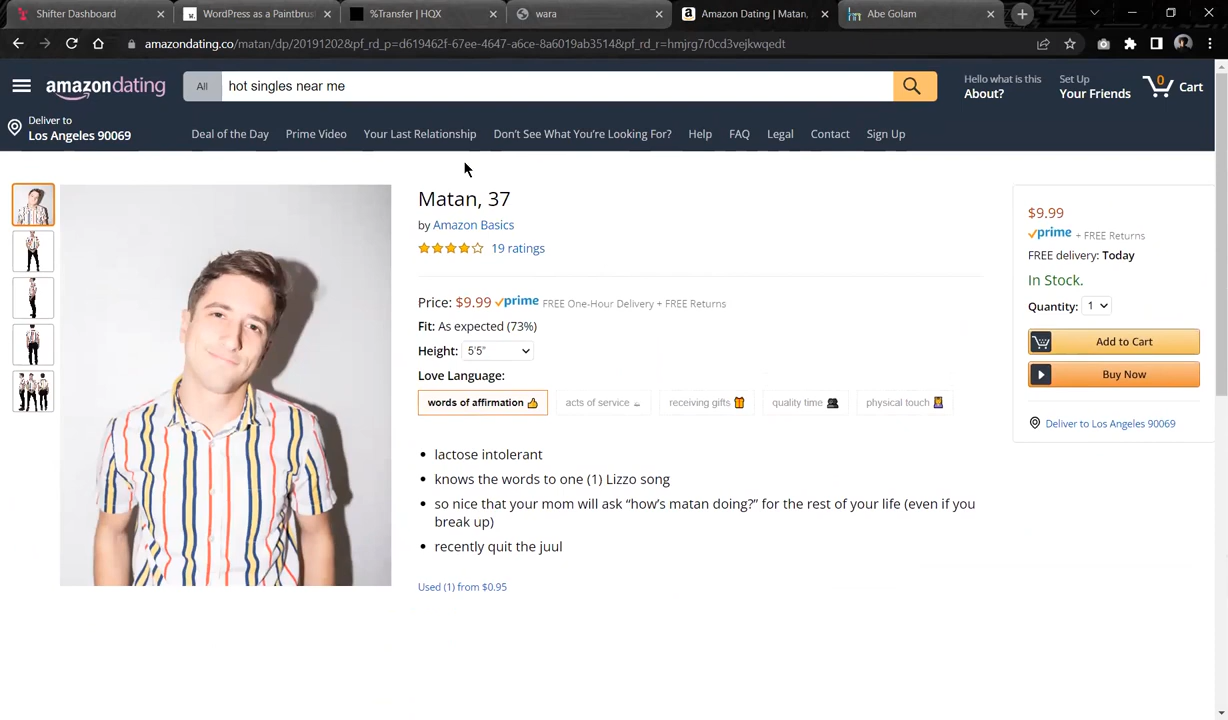 Shifter Dashboard
WordPress as a Paintbrus
%Transfer | HQX
wara
Amazon Dating | Matan,
Abe Golam
amazondating.co/matan/dp/20191202&pf_rd_p=d619462f-67ee-4647-a6ce-8a6019ab3514&pf_rd_r=hmjrg7r0cd3vejkwqedt
amazondating
All
hot singles near me
Hello what is this
About?
Set Up
Your Friends
0
Cart
Deliver to
Los Angeles 90069
Deal of the Day
Prime Video
Your Last Relationship
Don't See What You're Looking For?
Help
FAQ
Legal
Contact
Sign Up
Matan, 37
by Amazon Basics
19 ratings
Price: $9.99 prime FREE One-Hour Delivery + FREE Returns
Fit: As expected (73%)
Height: 5'5"
Love Language:
words of affirmation 👍
acts of service
receiving gifts 🎁
quality time 👥
physical touch 💆
• lactose intolerant
• knows the words to one (1) Lizzo song
• so nice that your mom will ask “how’s matan doing?” for the rest of your life (even if you
break up)
• recently quit the juul
Used (1) from $0.95
$9.99
prime + FREE Returns
FREE delivery: Today
In Stock.
Quantity: 1
Add to Cart
Buy Now
Deliver to Los Angeles 90069